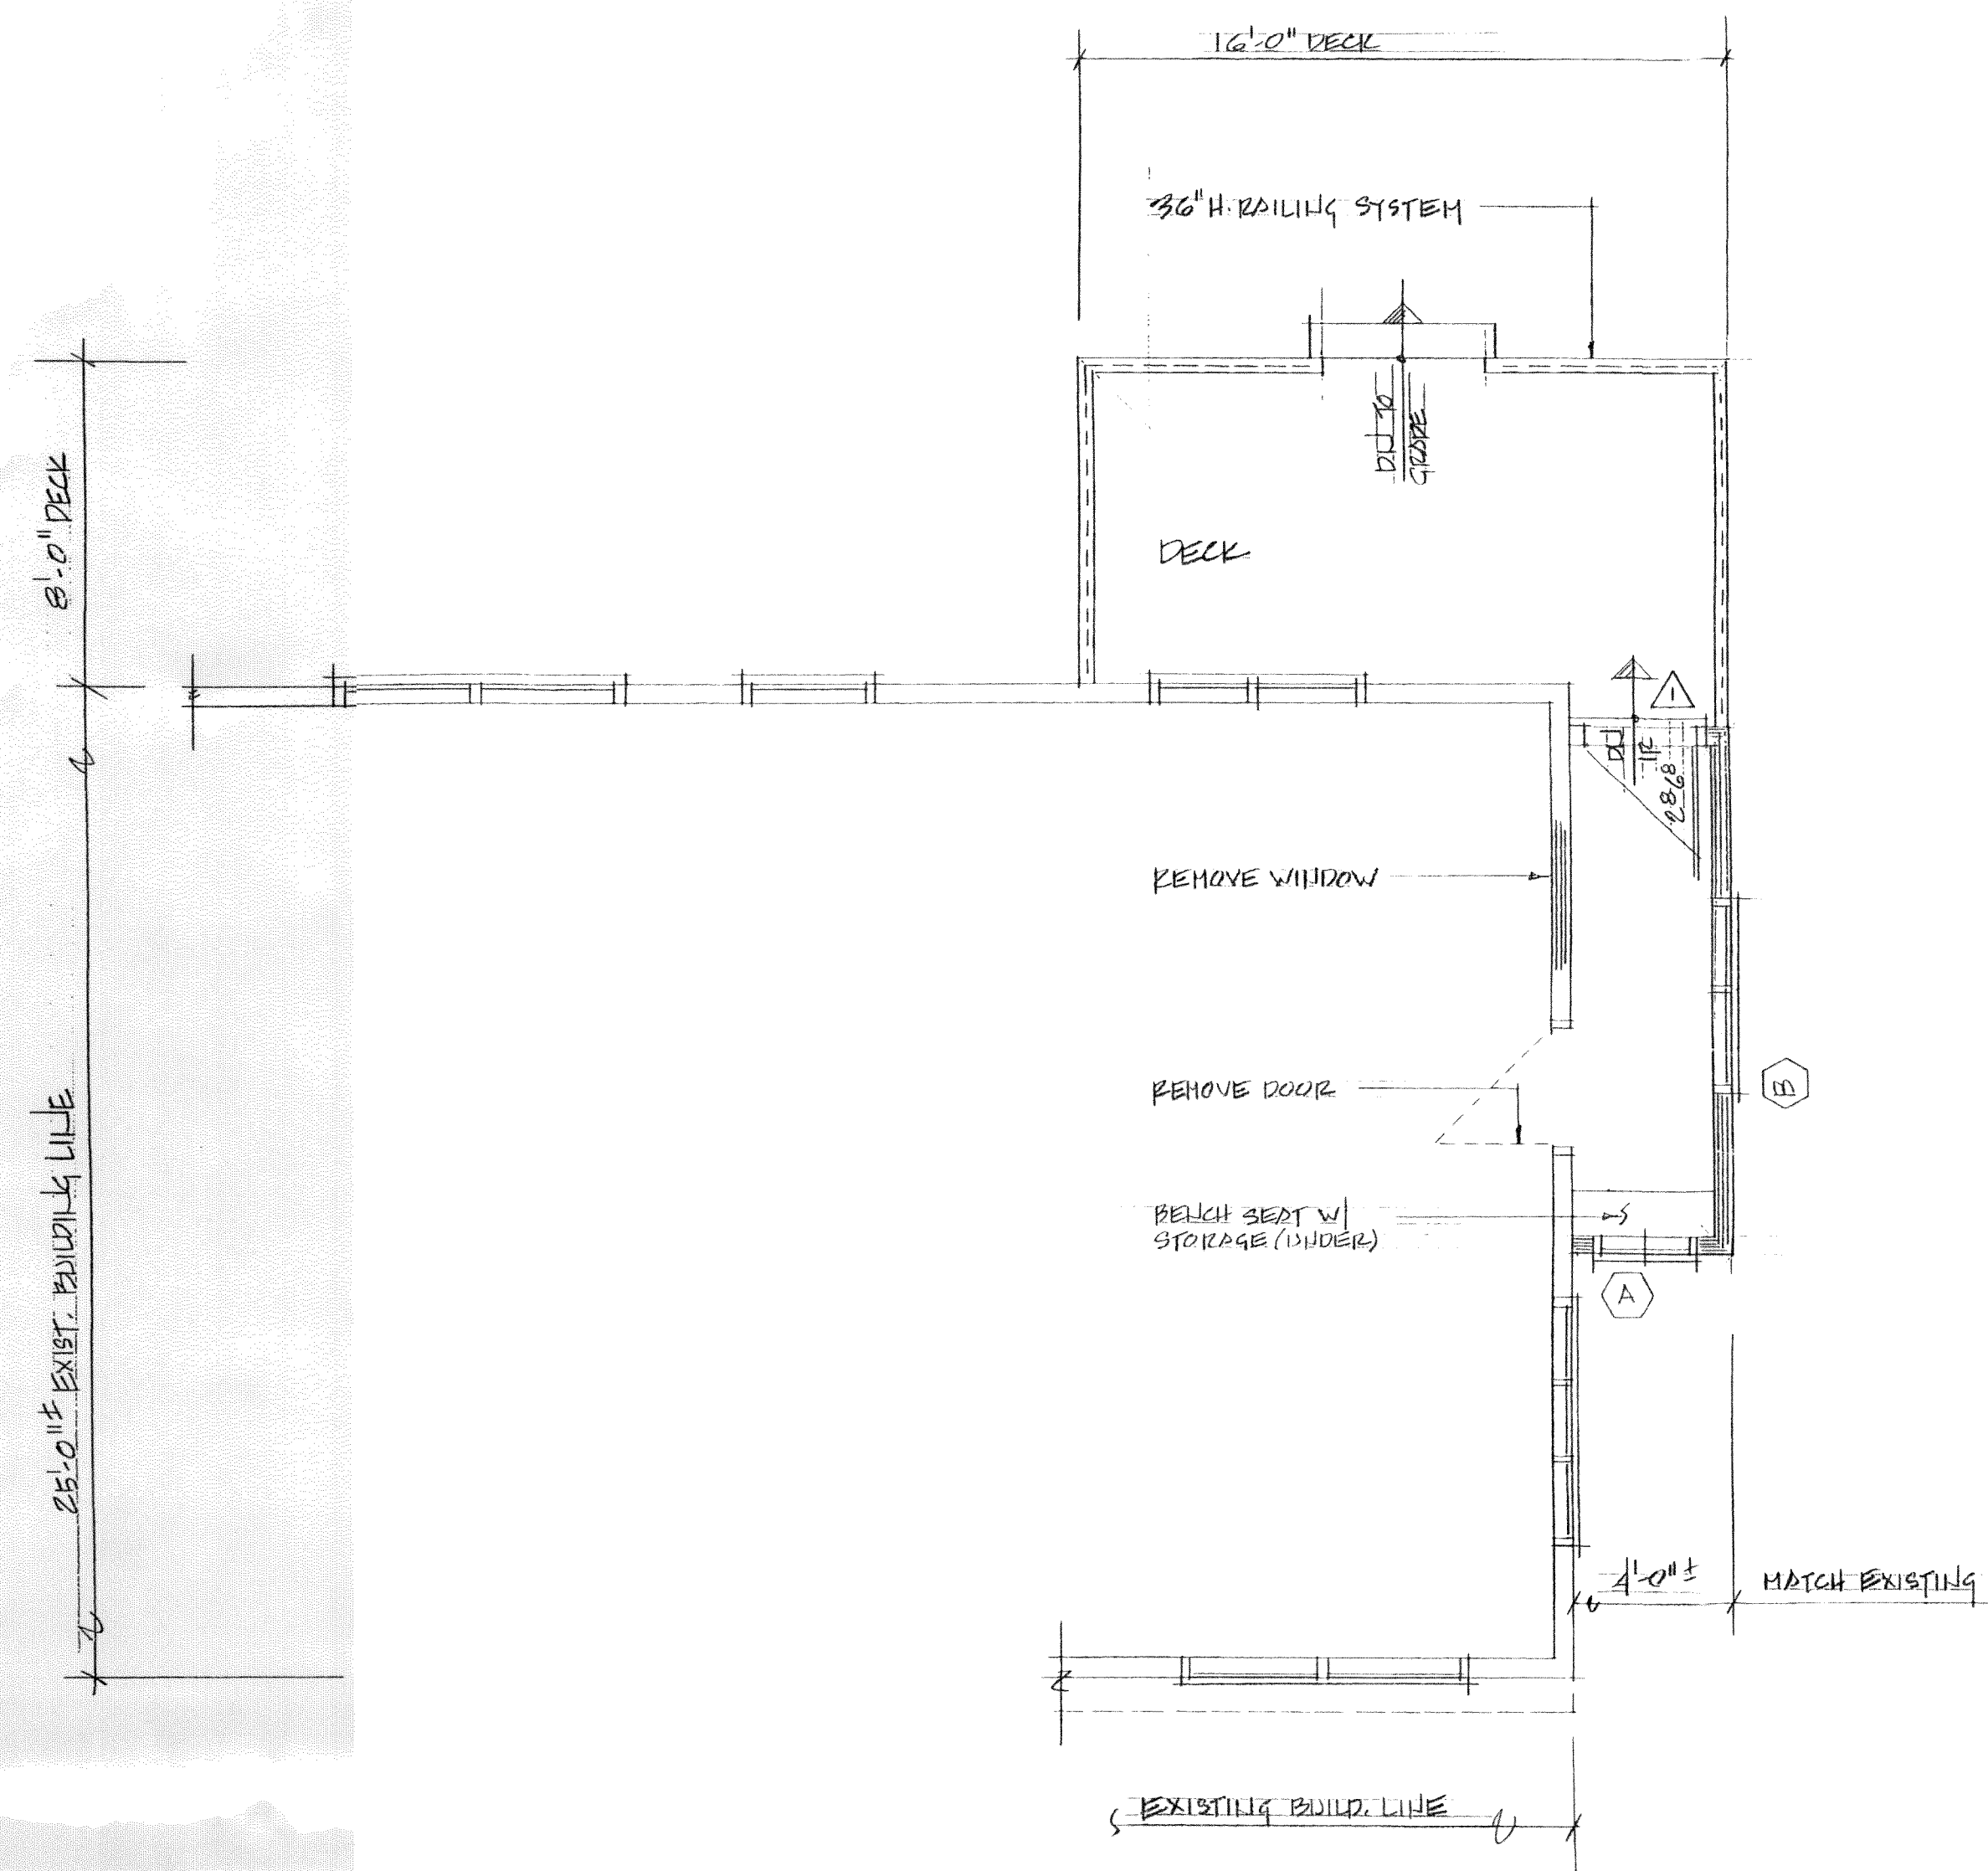 16'-0" DECK
36" H. RAILING SYSTEM
DN TO
GRADE
8'-0" DECK
DECK
1
DN
1R
2868
REMOVE WINDOW
REMOVE DOOR
B
BENCH SEAT W/
STORAGE (UNDER)
A
25'-0"± EXIST. BUILDING LINE
4'-0"±
MATCH EXISTING
EXISTING BUILD. LINE